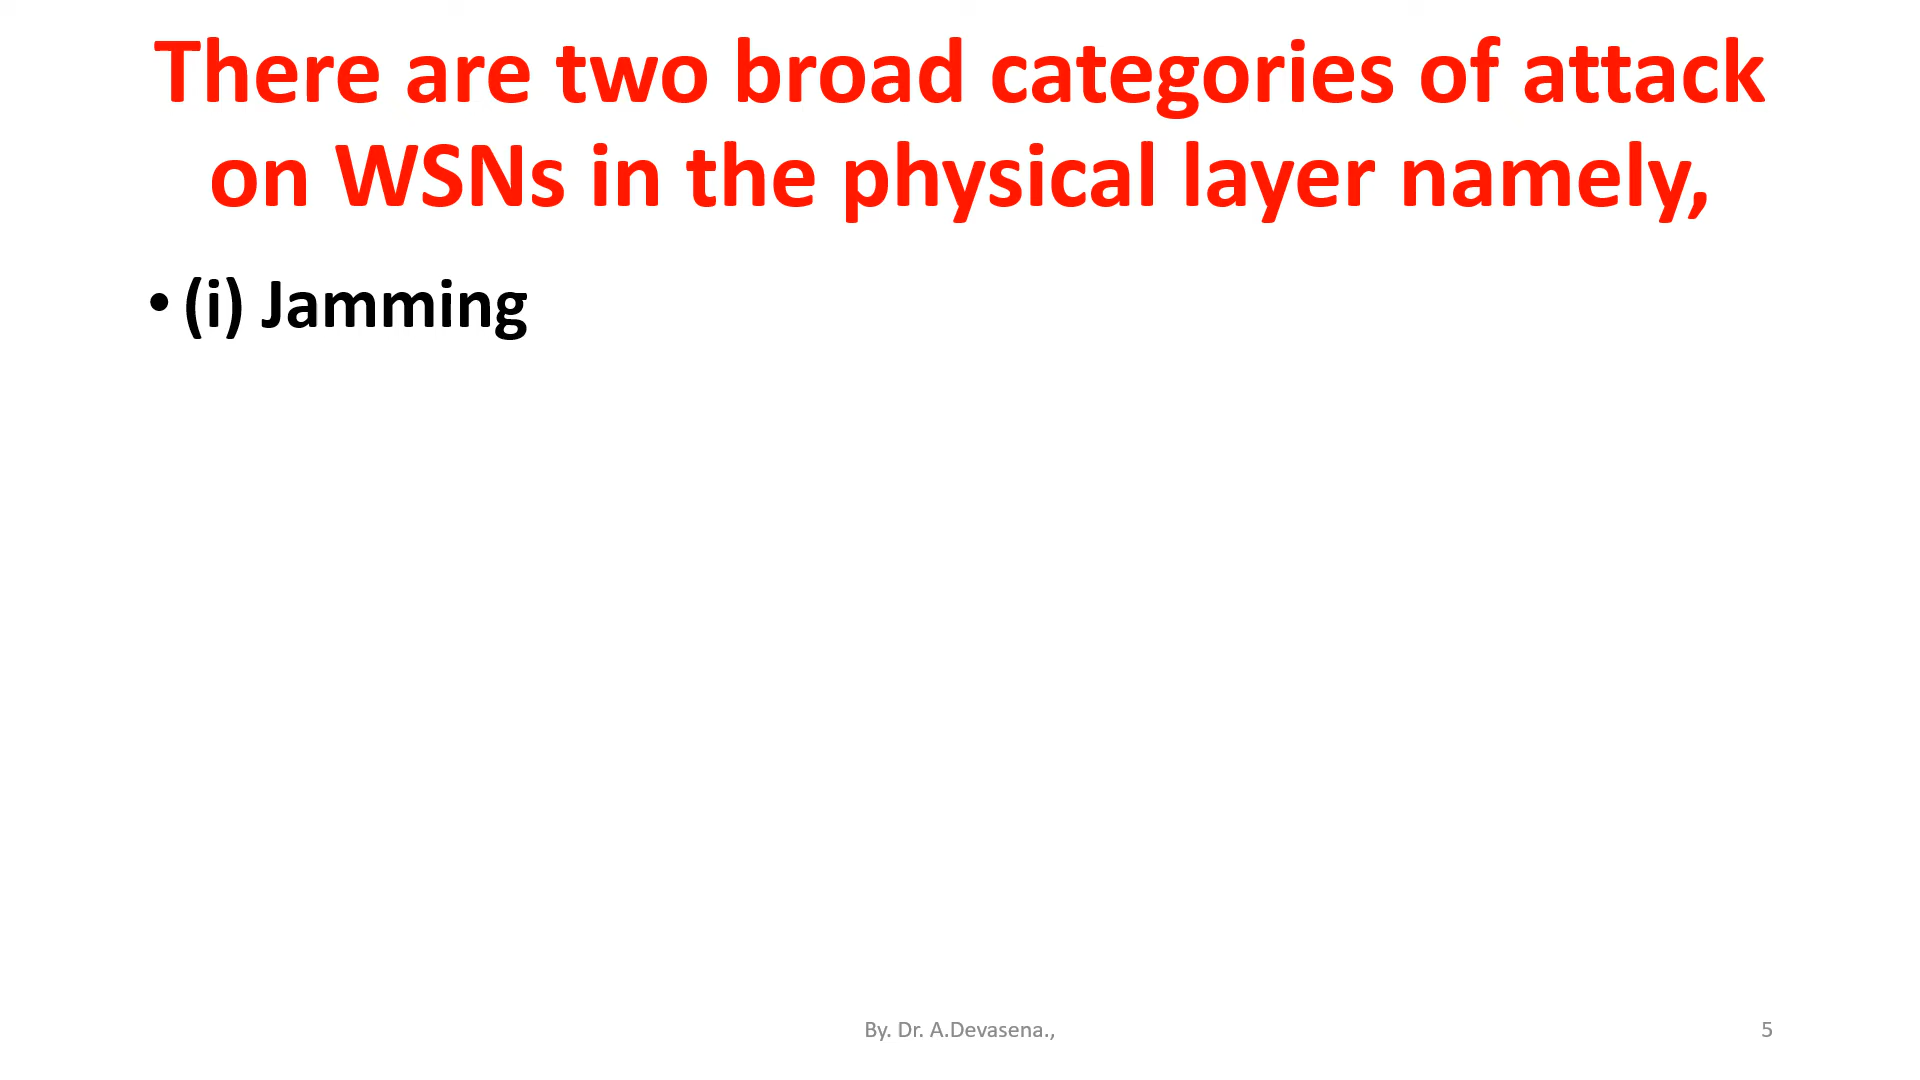 There are two broad categories of attack
on WSNs in the physical layer namely,
• (i) Jamming
By. Dr. A.Devasena.,
5